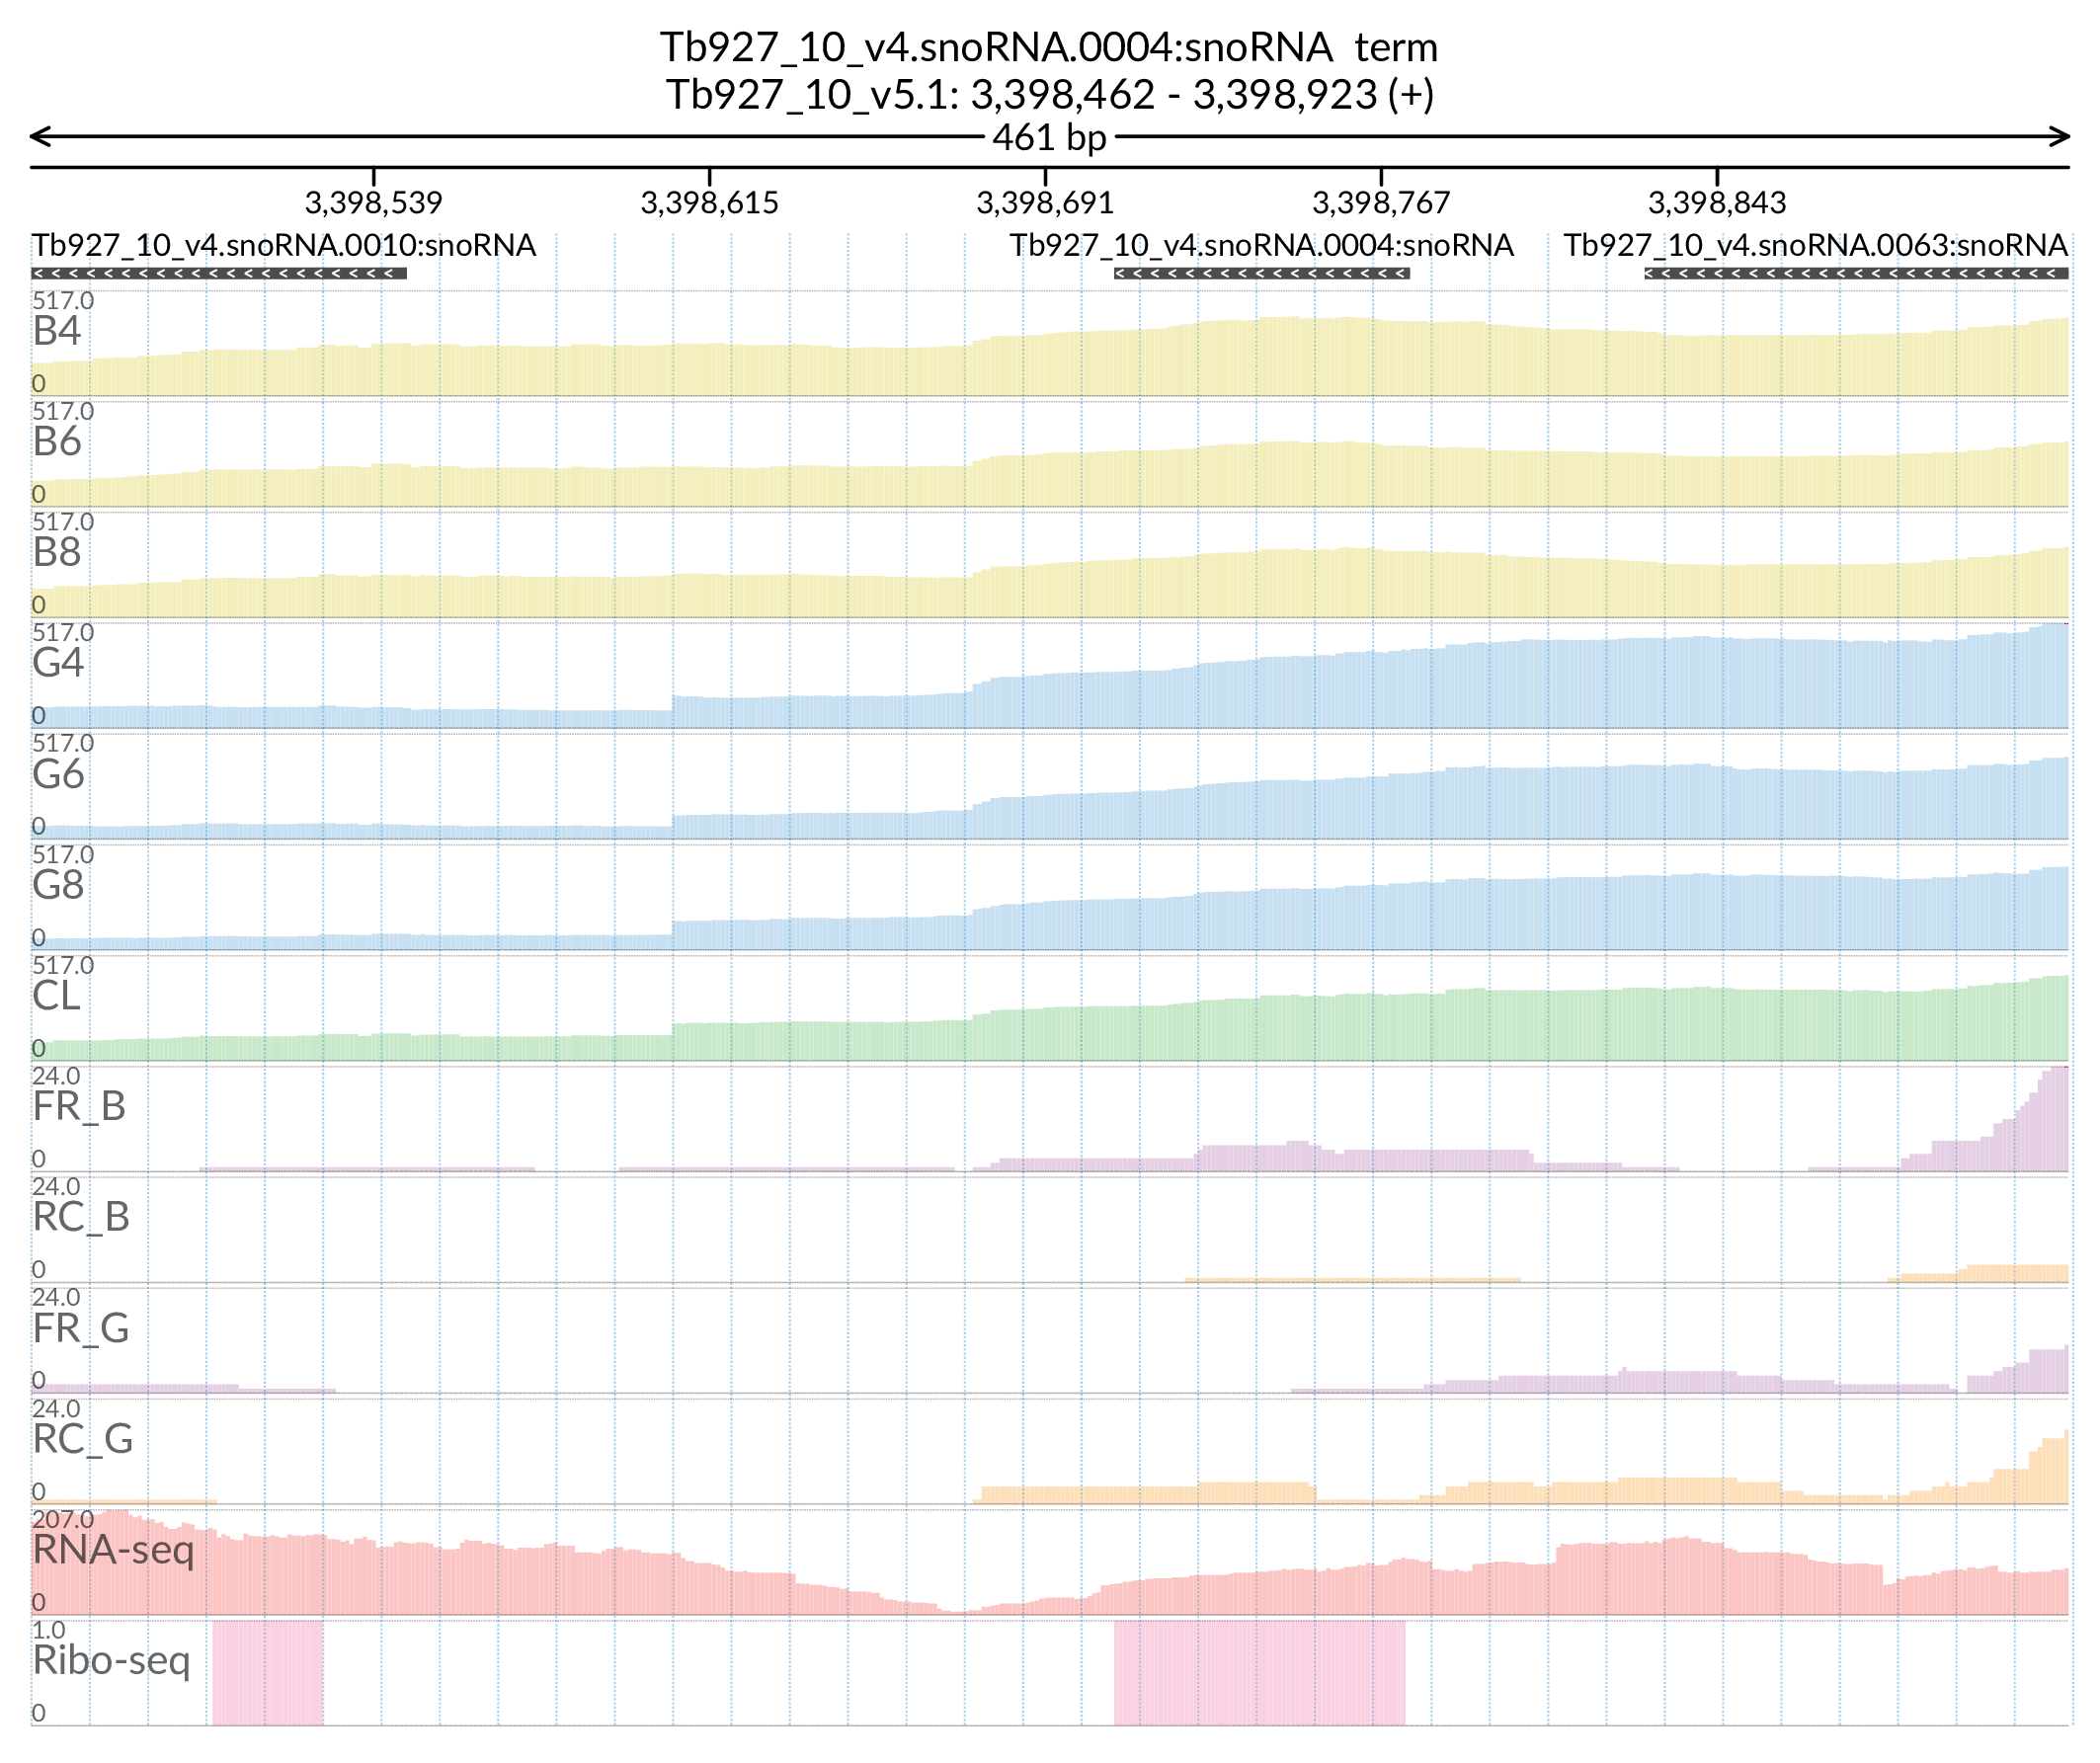 Tb927_10_v4.snoRNA.0004:snoRNA term
Tb927_10_v5.1: 3,398,462 - 3,398,923 (+)
461 bp
3,398,539 3,398,615 3,398,691 3,398,767 3,398,843
Tb927_10_v4.snoRNA.0010:snoRNA Tb927_10_v4.snoRNA.0004:snoRNA Tb927_10_v4.snoRNA.0063:snoRNA
517.0
B4
0
517.0
B6
0
517.0
B8
0
517.0
G4
0
517.0
G6
0
517.0
G8
0
517.0
CL
0
24.0
FR_B
0
24.0
RC_B
0
24.0
FR_G
0
24.0
RC_G
0
207.0
RNA-seq
0
1.0
Ribo-seq
0